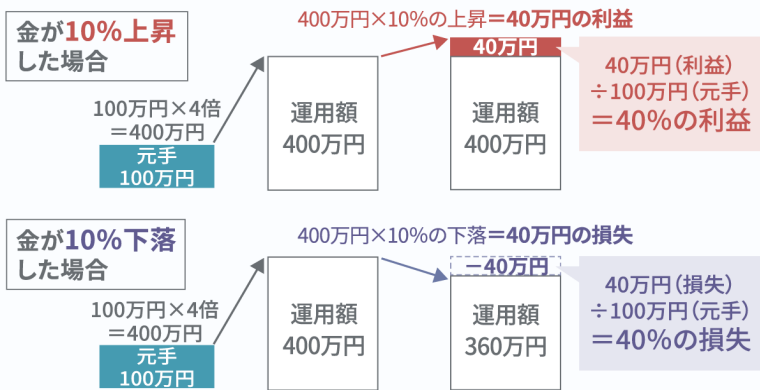 金が10%上昇
した場合
400万円×10%の上昇＝40万円の利益
100万円×4倍
＝400万円
元手
100万円
運用額
400万円
40万円
運用額
400万円
40万円（利益）
÷100万円（元手）
＝40%の利益
金が10%下落
した場合
400万円×10%の下落＝40万円の損失
100万円×4倍
＝400万円
元手
100万円
運用額
400万円
－40万円
運用額
360万円
40万円（損失）
÷100万円（元手）
＝40%の損失